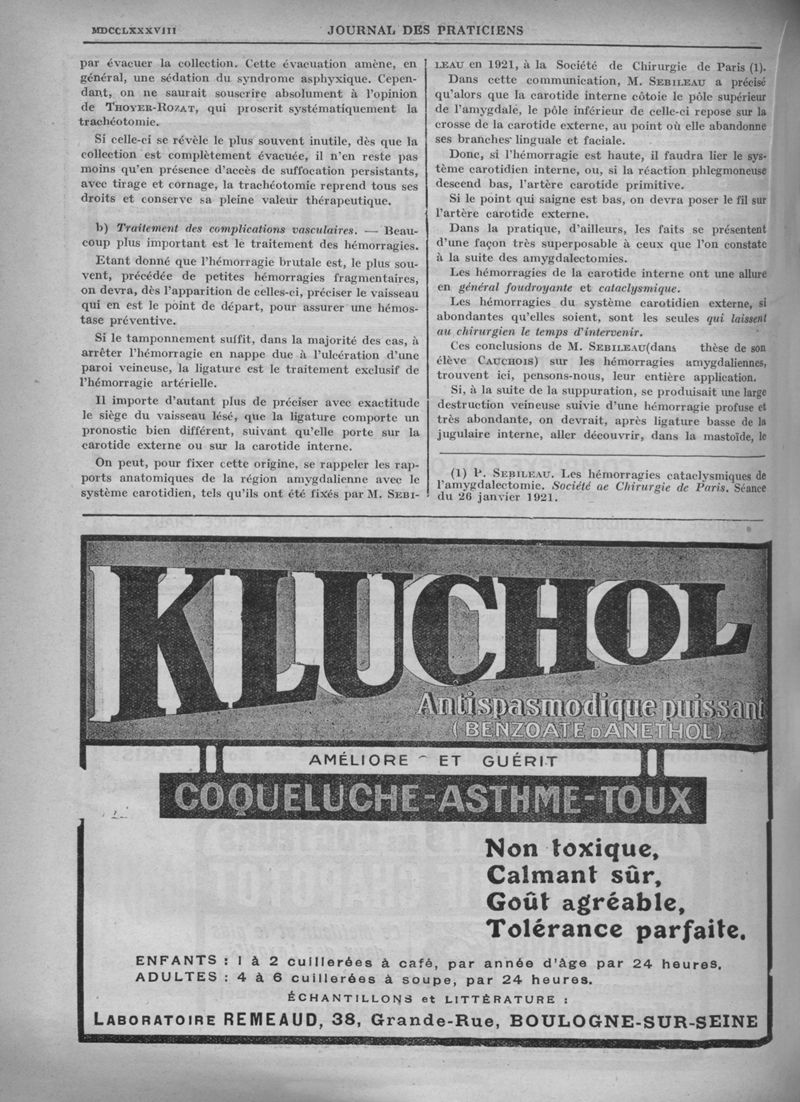 MDCCLXXXVIII JOURNAL DES PRATICIENS
par évacuer la collection. Cette évacuation amène, en
général, une sédation du syndrome asphyxique. Cepen-
dant, on ne saurait souscrire absolument à l'opinion
de THOYER-ROZAT, qui proscrit systématiquement la
trachéotomie.
Si celle-ci se révèle le plus souvent inutile, dès que la
collection est complètement évacuée, il n'en reste pas
moins qu'en présence d'accès de suffocation persistants,
avec tirage et cornage, la trachéotomie reprend tous ses
droits et conserve sa pleine valeur thérapeutique.
b) Traitement des complications vasculaires. — Beau-
coup plus important est le traitement des hémorragies.
Etant donné que l'hémorragie brutale est, le plus sou-
vent, précédée de petites hémorragies fragmentaires,
on devra, dès l'apparition de celles-ci, préciser le vaisseau
qui en est le point de départ, pour assurer une hémos-
tase préventive.
Si le tamponnement suffit, dans la majorité des cas, à
arrêter l'hémorragie en nappe due à l'ulcération d'une
paroi veineuse, la ligature est le traitement exclusif de
l'hémorragie artérielle.
Il importe d'autant plus de préciser avec exactitude
le siège du vaisseau lésé, que la ligature comporte un
pronostic bien différent, suivant qu'elle porte sur la
carotide externe ou sur la carotide interne.
On peut, pour fixer cette origine, se rappeler les rap-
ports anatomiques de la région amygdalienne avec le
système carotidien, tels qu'ils ont été fixés par M. SEBI-
LEAU en 1921, à la Société de Chirurgie de Paris (1).
Dans cette communication, M. SEBILEAU a précisé
qu'alors que la carotide interne côtoie le pôle supérieur
de l'amygdale, le pôle inférieur de celle-ci repose sur la
crosse de la carotide externe, au point où elle abandonne
ses branches linguale et faciale.
Donc, si l'hémorragie est haute, il faudra lier le sys-
tème carotidien interne, ou, si la réaction phlegmoneuse
descend bas, l'artère carotide primitive.
Si le point qui saigne est bas, on devra poser le fil sur
l'artère carotide externe.
Dans la pratique, d'ailleurs, les faits se présentent
d'une façon très superposable à ceux que l'on constate
à la suite des amygdalectomies.
Les hémorragies de la carotide interne ont une allure
en général foudroyante et cataclysmique.
Les hémorragies du système carotidien externe, si
abondantes qu'elles soient, sont les seules qui laissent
au chirurgien le temps d'intervenir.
Ces conclusions de M. SEBILEAU (dans thèse de son
élève CAUCHOIS) sur les hémorragies amygdaliennes,
trouvent ici, pensons-nous, leur entière application.
Si, à la suite de la suppuration, se produisait une large
destruction veineuse suivie d'une hémorragie profuse et
très abondante, on devrait, après ligature basse de la
jugulaire interne, aller découvrir, dans la mastoïde, le
(1) P. SEBILEAU. Les hémorragies cataclysmiques de
l'amygdalectomie. Société de Chirurgie de Paris. Séance
du 26 janvier 1921.
KLUCHOL
Antispasmodique puissant
(BENZOATE D'ANETHOL)
AMÉLIORE ET GUÉRIT
COQUELUCHE-ASTHME-TOUX
Non toxique,
Calmant sûr,
Goût agréable,
Tolérance parfaite.
ENFANTS : 1 à 2 cuillerées à café, par année d'âge par 24 heures.
ADULTES : 4 à 6 cuillerées à soupe, par 24 heures.
ÉCHANTILLONS et LITTÉRATURE :
LABORATOIRE REMEAUD, 38, Grande-Rue, BOULOGNE-SUR-SEINE